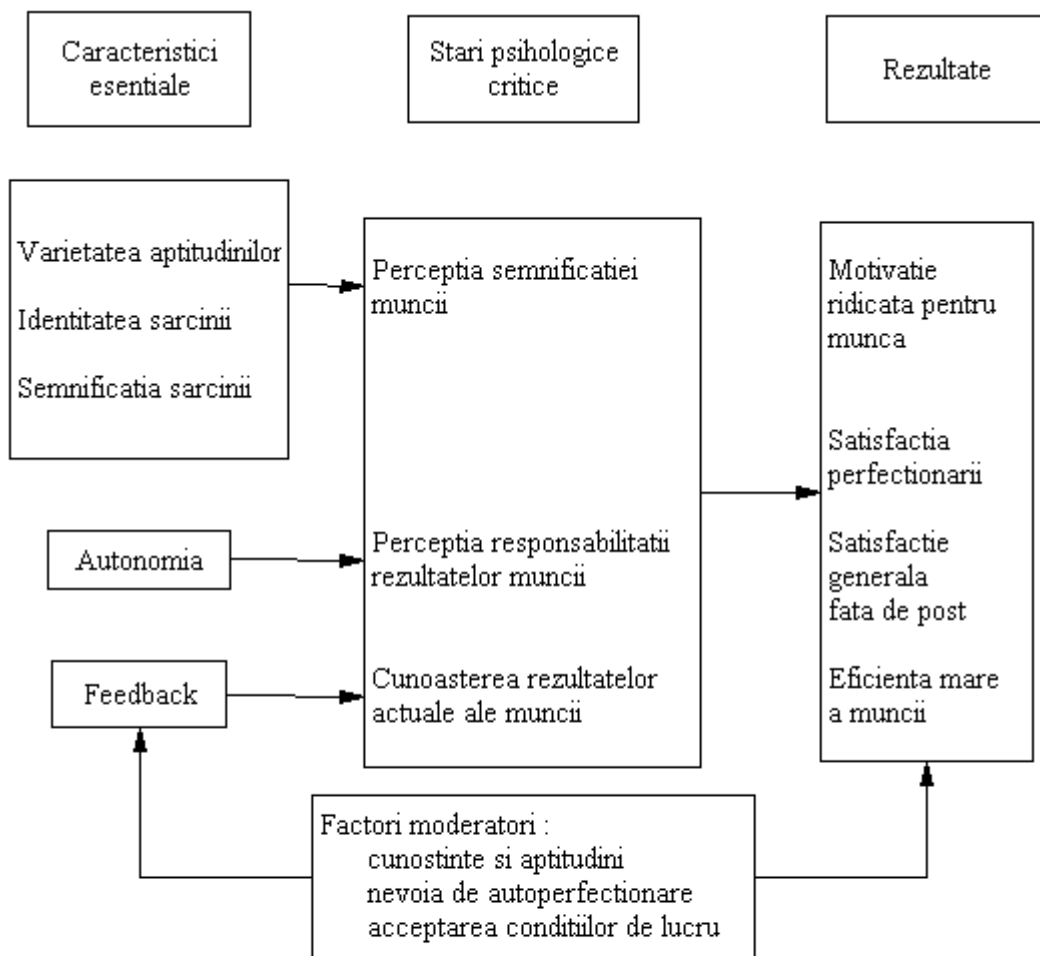 Caracteristici
esentiale
Stari psihologice
critice
Rezultate
Varietatea aptitudinilor
Identitatea sarcinii
Semnificatia sarcinii
Autonomia
Feedback
Perceptia semnificatiei
muncii
Perceptia responsabilitatii
rezultatelor muncii
Cunoasterea rezultatelor
actuale ale muncii
Motivatie
ridicata pentru
munca
Satisfactia
perfectionarii
Satisfactie
generala
fata de post
Eficienta mare
a muncii
Factori moderatori :
cunostinte si aptitudini
nevoia de autoperfectionare
acceptarea conditiilor de lucru